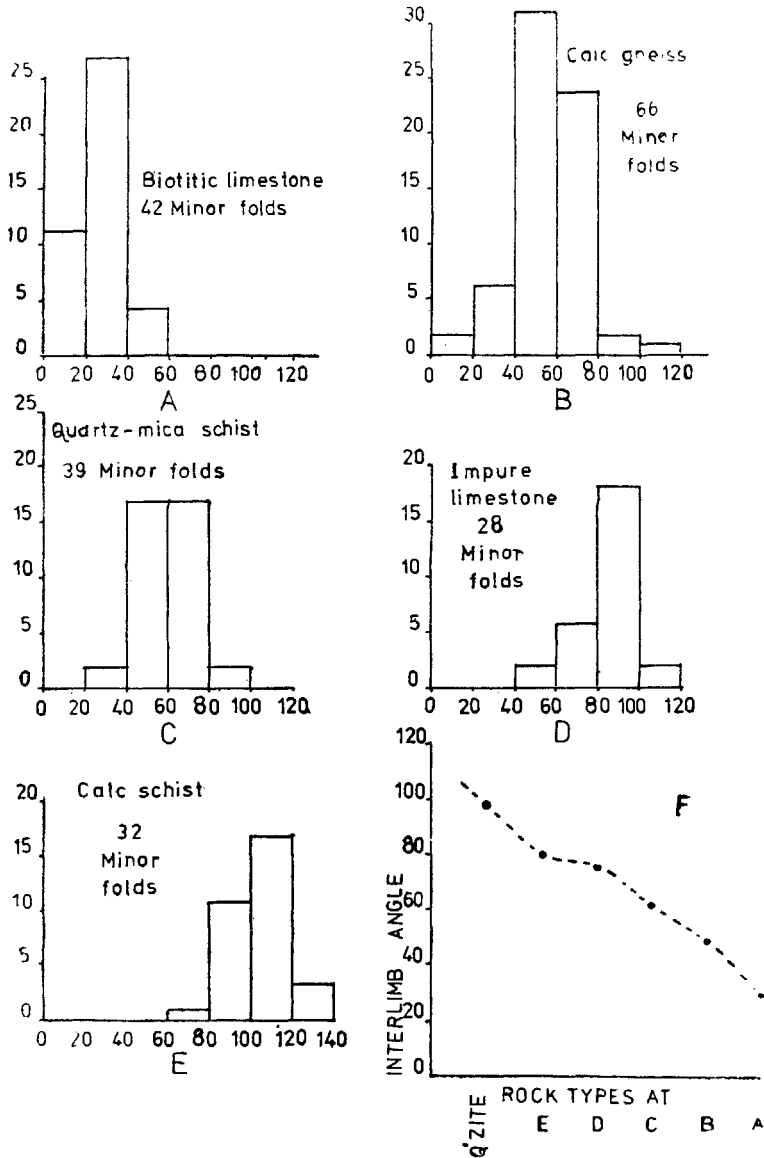 25
20
15
10
5
0
Biotitic limestone
42 Minor folds
0 20 40 60 80 100 120
A
30
25
20
15
10
5
0
Calc gneiss
66
Minor
folds
0 20 40 60 80 100 120
B
25
20
15
10
5
0
Quartz-mica schist
39 Minor folds
0 20 40 60 80 100 120
C
20
15
10
5
0
Impure
limestone
28
Minor
folds
0 20 40 60 80 100 120
D
20
15
10
5
0
Calc schist
32
Minor
folds
0 20 40 60 80 100 120 140
E
120
100
80
60
40
20
0
INTERLIMB ANGLE
F
Q'ZITE
ROCK TYPES AT
E D C B A